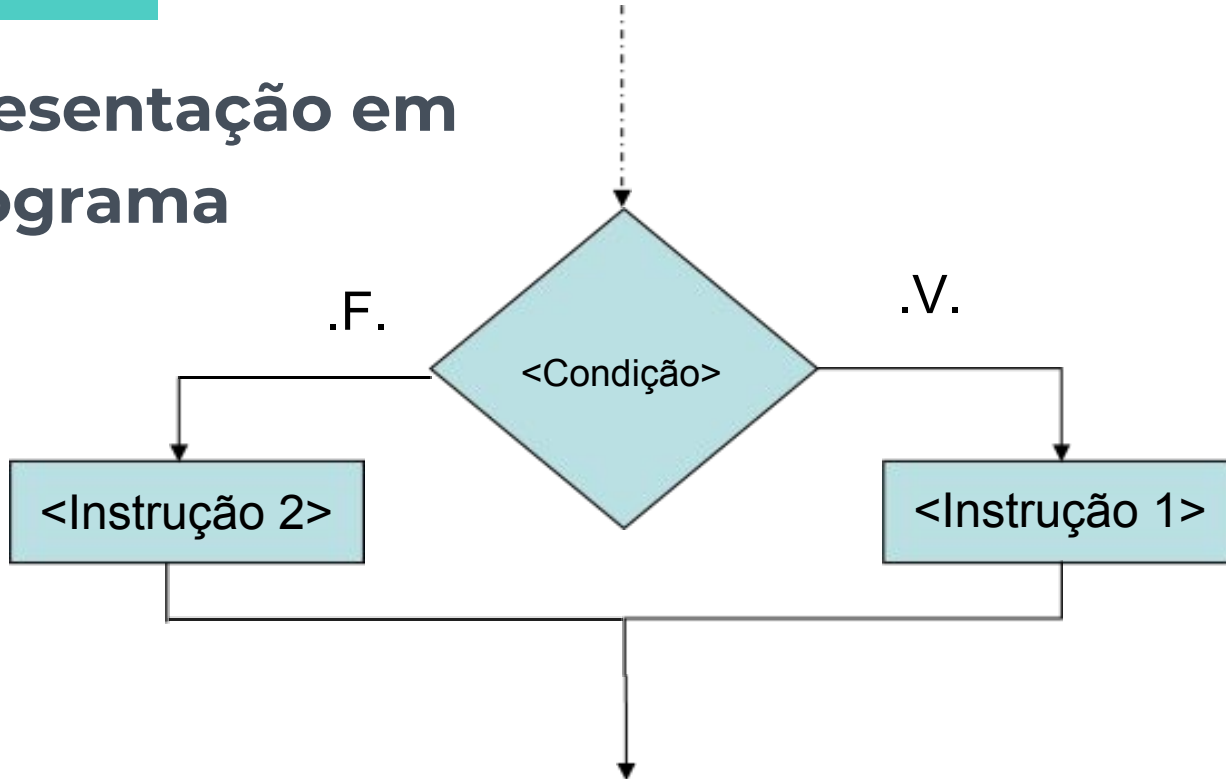 esentação em
ograma
.F.
.V.
<Condição>
<Instrução 2>
<Instrução 1>